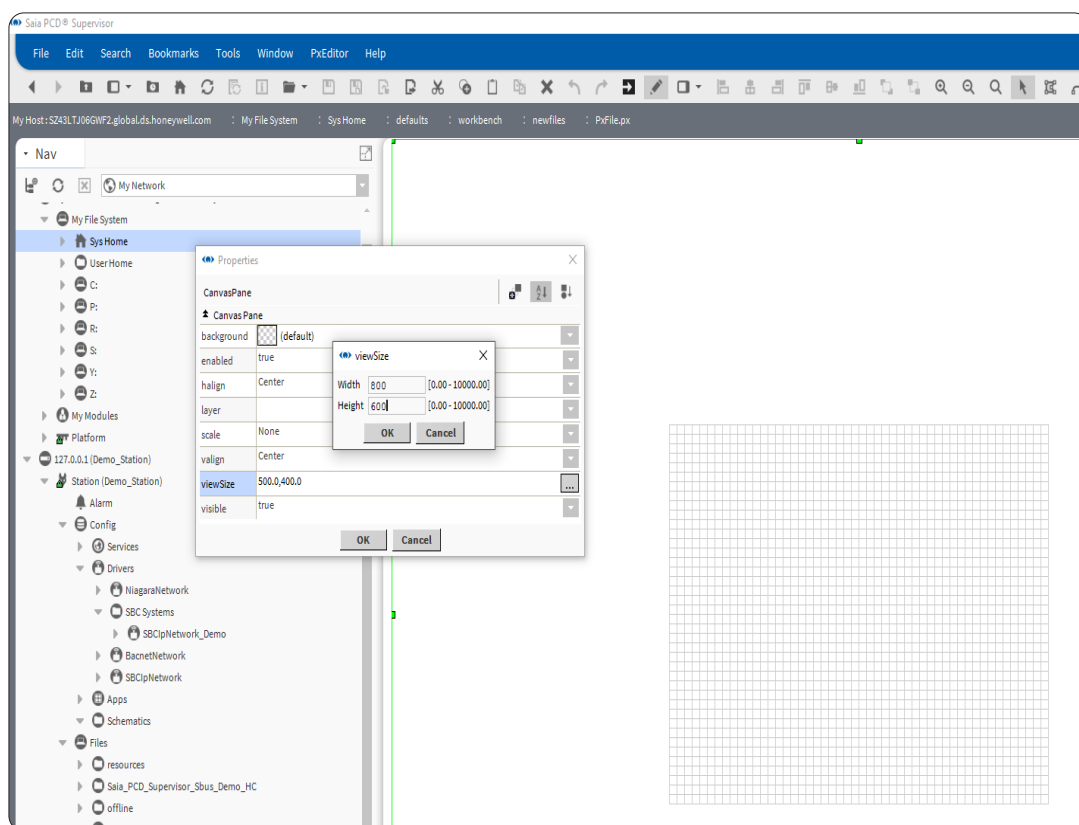 Saia PCD® Supervisor
File Edit Search Bookmarks Tools Window PxEditor Help
My Host : SZ43LTJ06GWF2.global.ds.honeywell.com : My File System : Sys Home : defaults : workbench : newfiles : PxFile.px
Nav
My Network
My File System
Sys Home
User Home
C:
P:
R:
S:
Y:
Z:
My Modules
Platform
127.0.0.1 (Demo_Station)
Station (Demo_Station)
Alarm
Config
Services
Drivers
NiagaraNetwork
SBC Systems
SBCIpNetwork_Demo
BacnetNetwork
SBCIpNetwork
Apps
Schematics
Files
resources
Saia_PCD_Supervisor_Sbus_Demo_HC
offline
Properties
CanvasPane
Canvas Pane
background (default)
enabled true
halign Center
layer
scale None
valign Center
viewSize 500.0,400.0 ...
visible true
OK Cancel
viewSize
Width 800 [0.00 - 10000.00]
Height 600 [0.00 - 10000.00]
OK Cancel